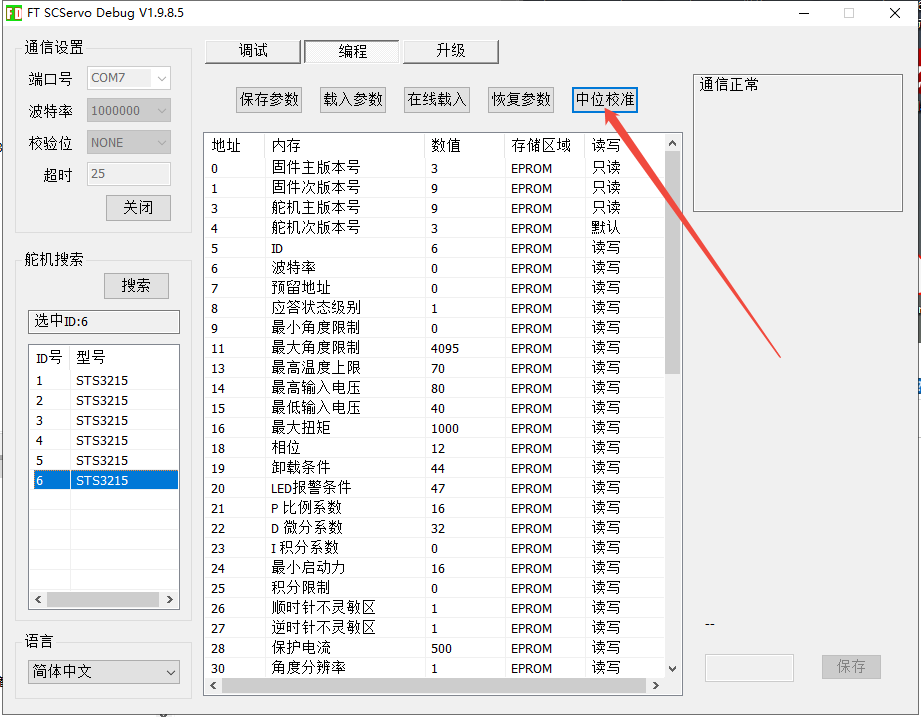 FT SCServo Debug V1.9.8.5
通信设置
端口号 COM7
波特率 1000000
校验位 NONE
超时 25
关闭
舵机搜索
搜索
选中ID:6
ID号 型号
1 STS3215
2 STS3215
3 STS3215
4 STS3215
5 STS3215
6 STS3215
语言
简体中文
调试 编程 升级
保存参数 载入参数 在线载入 恢复参数 中位校准
地址 内存 数值 存储区域 读写
0 固件主版本号 3 EPROM 只读
1 固件次版本号 9 EPROM 只读
3 舵机主版本号 9 EPROM 只读
4 舵机次版本号 3 EPROM 默认
5 ID 6 EPROM 读写
6 波特率 0 EPROM 读写
7 预留地址 0 EPROM 读写
8 应答状态级别 1 EPROM 读写
9 最小角度限制 0 EPROM 读写
11 最大角度限制 4095 EPROM 读写
13 最高温度上限 70 EPROM 读写
14 最高输入电压 80 EPROM 读写
15 最低输入电压 40 EPROM 读写
16 最大扭矩 1000 EPROM 读写
18 相位 12 EPROM 读写
19 卸载条件 44 EPROM 读写
20 LED报警条件 47 EPROM 读写
21 P 比例系数 16 EPROM 读写
22 D 微分系数 32 EPROM 读写
23 I 积分系数 0 EPROM 读写
24 最小启动力 16 EPROM 读写
25 积分限制 0 EPROM 读写
26 顺时针不灵敏区 1 EPROM 读写
27 逆时针不灵敏区 1 EPROM 读写
28 保护电流 500 EPROM 读写
30 角度分辨率 1 EPROM 读写
通信正常
--
保存